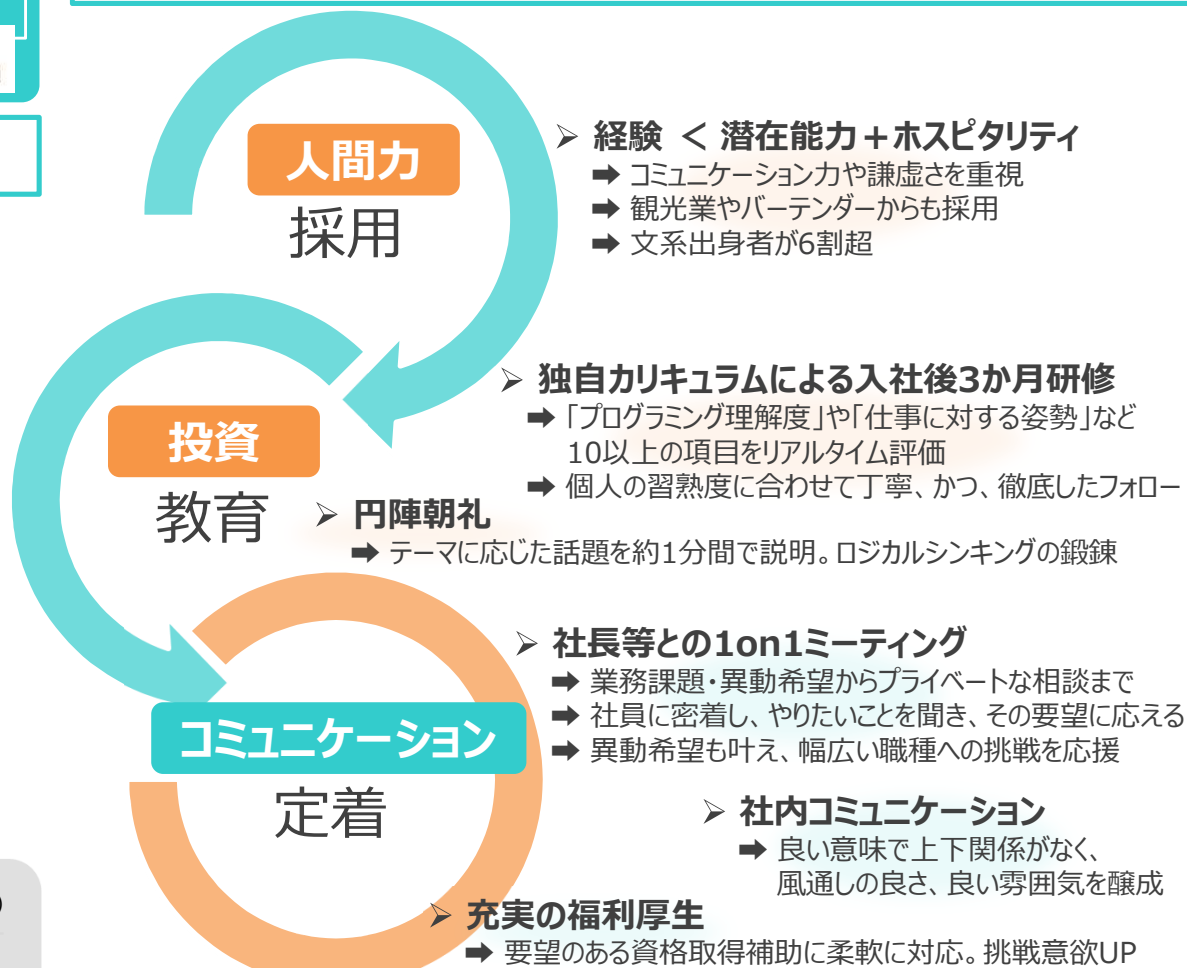 人間力
採用
➢ 経験 ＜ 潜在能力＋ホスピタリティ
➡ コミュニケーション力や謙虚さを重視
➡ 観光業やバーテンダーからも採用
➡ 文系出身者が6割超
投資
教育
➢ 独自カリキュラムによる入社後3か月研修
➡ 「プログラミング理解度」や「仕事に対する姿勢」など
10以上の項目をリアルタイム評価
➡ 個人の習熟度に合わせて丁寧、かつ、徹底したフォロー
➢ 円陣朝礼
➡ テーマに応じた話題を約1分間で説明。ロジカルシンキングの鍛錬
コミュニケーション
定着
➢ 社長等との1on1ミーティング
➡ 業務課題・異動希望からプライベートな相談まで
➡ 社員に密着し、やりたいことを聞き、その要望に応える
➡ 異動希望も叶え、幅広い職種への挑戦を応援
➢ 社内コミュニケーション
➡ 良い意味で上下関係がなく、
風通しの良さ、良い雰囲気を醸成
➢ 充実の福利厚生
➡ 要望のある資格取得補助に柔軟に対応。挑戦意欲UP